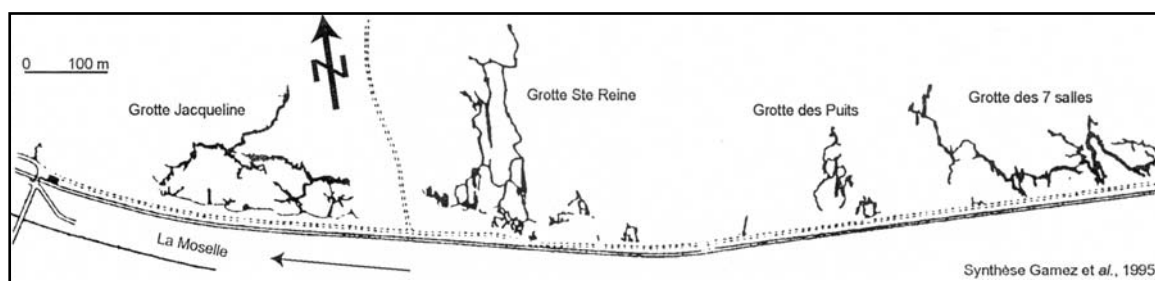 0 100 m
Grotte Jacqueline
N
Grotte Ste Reine
Grotte des Puits
Grotte des 7 salles
La Moselle
Synthèse Gamez et al., 1995